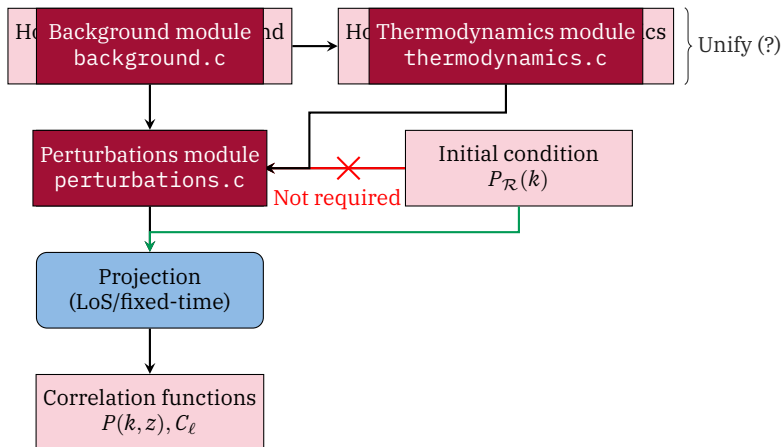 Background module
background.c
Thermodynamics module
thermodynamics.c
Unify (?)
Perturbations module
perturbations.c
Not required
Initial condition
P_ℛ(k)
Projection
(LoS/fixed-time)
Correlation functions
P(k, z), C_ℓ